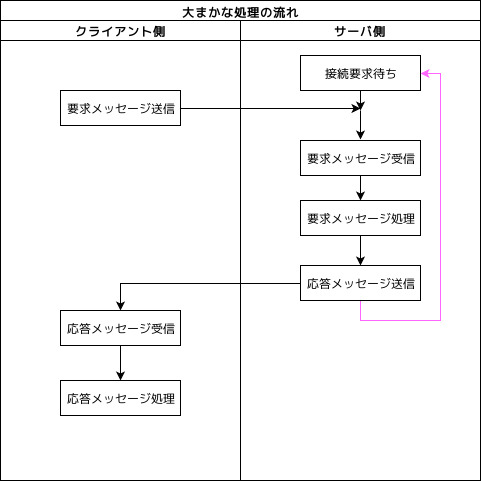 大まかな処理の流れ
クライアント側
サーバ側
接続要求待ち
要求メッセージ送信
要求メッセージ受信
要求メッセージ処理
応答メッセージ送信
応答メッセージ受信
応答メッセージ処理